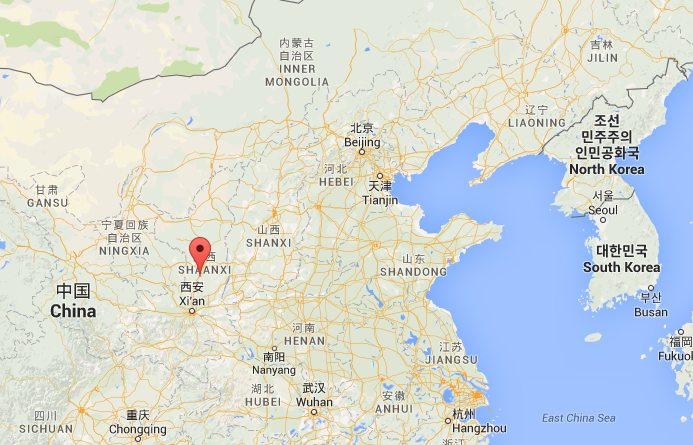 内蒙古
自治区
INNER
MONGOLIA
吉林
JILIN
辽宁
LIAONING
北京
Beijing
조선
민주주의
인민공화국
North Korea
河北
HEBEI
天津
Tianjin
甘肃
GANSU
서울
Seoul
宁夏回族
自治区
NINGXIA
山西
SHANXI
西
SHAANXI
山东
SHANDONG
대한민국
South Korea
中国
China
西安
Xi'an
부산
Busan
河南
HENAN
福岡
Fukuok
江苏
JIANGSU
南阳
Nanyang
湖北
HUBEI
武汉
Wuhan
安徽
ANHUI
四川
SICHUAN
重庆
Chongqing
杭州
Hangzhou
East China Sea
浙江